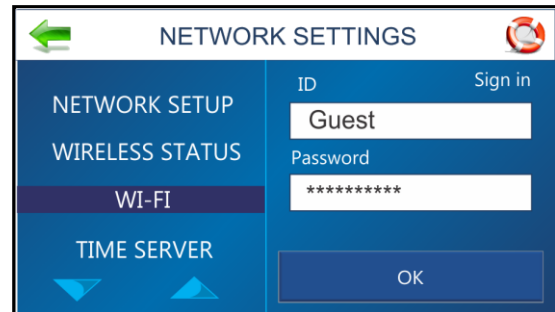 NETWORK SETTINGS
NETWORK SETUP
WIRELESS STATUS
WI-FI
TIME SERVER
ID Sign in
Guest
Password
**********
OK